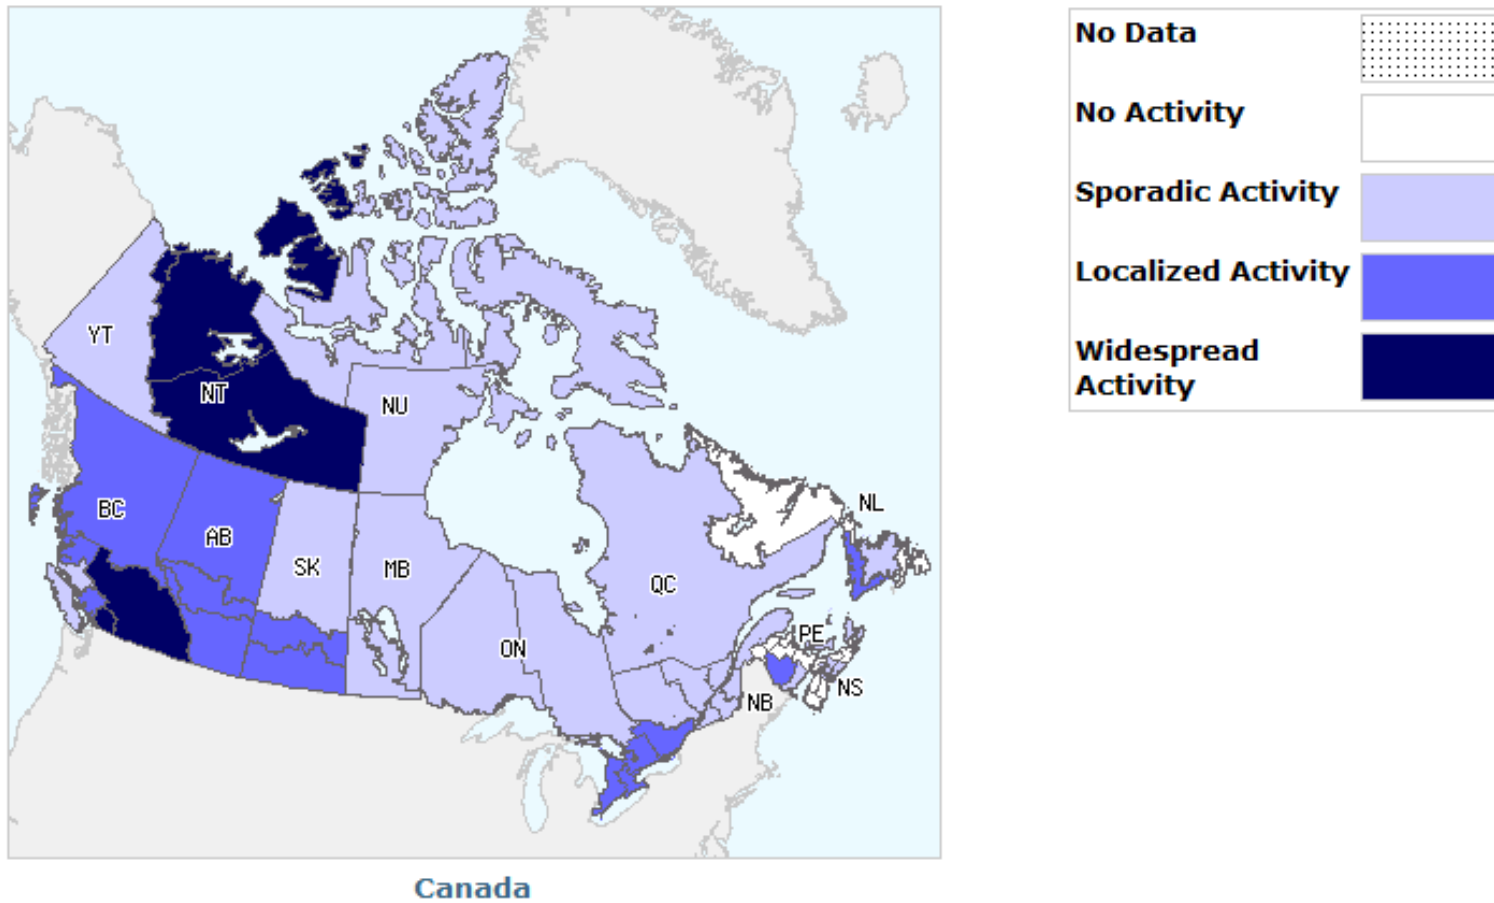 No Data
No Activity
Sporadic Activity
Localized Activity
Widespread
Activity
YT
NT
NU
BC
AB
SK
MB
ON
QC
NL
PE
NB
NS
Canada